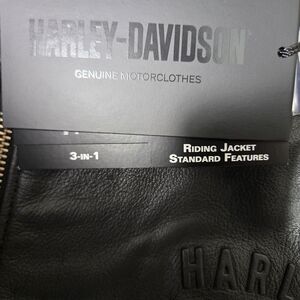 HARLEY-DAVIDSON
GENUINE MOTORCLOTHES
3-IN-1
RIDING JACKET
STANDARD FEATURES
HARL